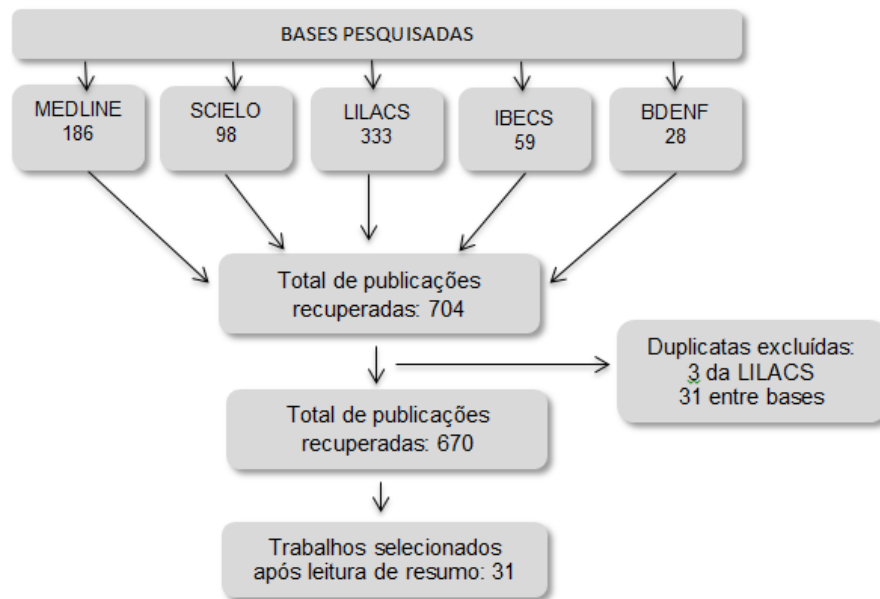 BASES PESQUISADAS
MEDLINE
186
SCIELO
98
LILACS
333
IBECS
59
BDENF
28
Total de publicações
recuperadas: 704
Duplicatas excluídas:
3 da LILACS
31 entre bases
Total de publicações
recuperadas: 670
Trabalhos selecionados
após leitura de resumo: 31